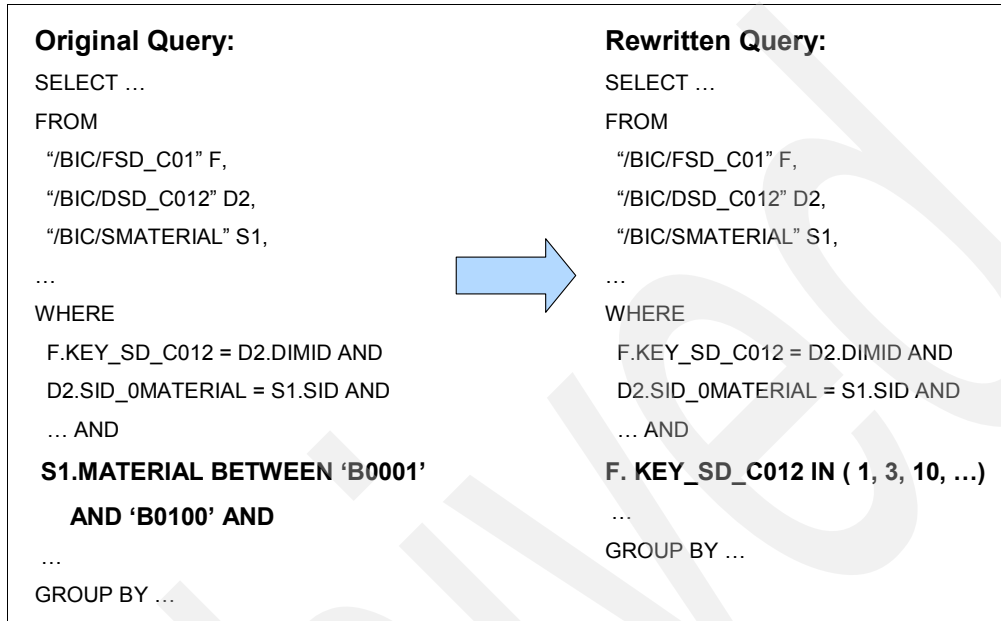 Original Query:
SELECT …
FROM
“/BIC/FSD_C01” F,
“/BIC/DSD_C012” D2,
“/BIC/SMATERIAL” S1,
…
WHERE
F.KEY_SD_C012 = D2.DIMID AND
D2.SID_0MATERIAL = S1.SID AND
… AND
S1.MATERIAL BETWEEN ‘B0001’
AND ‘B0100’ AND
…
GROUP BY …
Rewritten Query:
SELECT …
FROM
“/BIC/FSD_C01” F,
“/BIC/DSD_C012” D2,
“/BIC/SMATERIAL” S1,
…
WHERE
F.KEY_SD_C012 = D2.DIMID AND
D2.SID_0MATERIAL = S1.SID AND
… AND
F. KEY_SD_C012 IN ( 1, 3, 10, …)
…
GROUP BY …